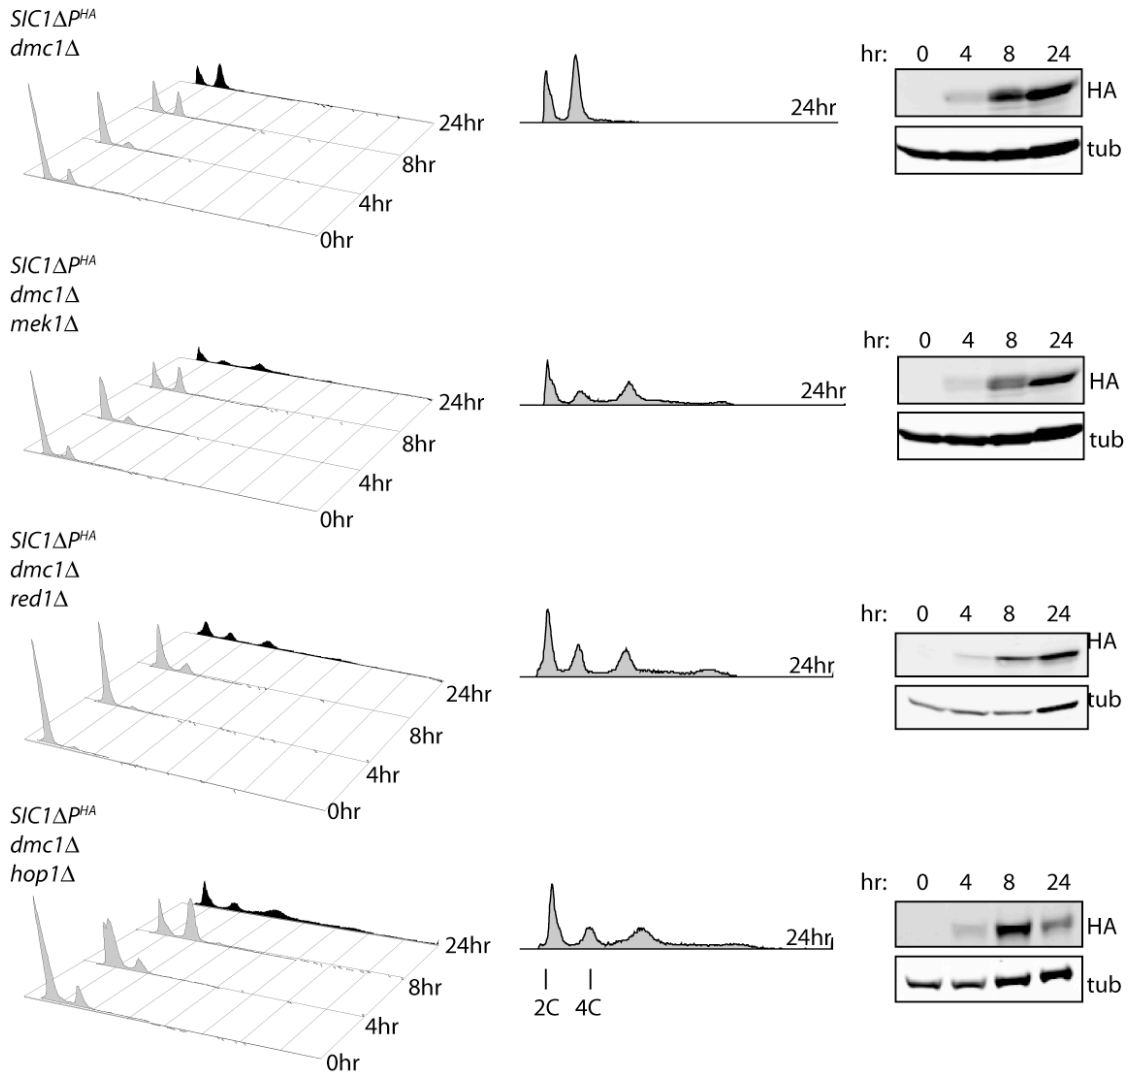 SIC1ΔP^HA
dmc1Δ
24hr
8hr
4hr
0hr
24hr
hr: 0 4 8 24
HA
tub
SIC1ΔP^HA
dmc1Δ
mek1Δ
24hr
8hr
4hr
0hr
24hr
hr: 0 4 8 24
HA
tub
SIC1ΔP^HA
dmc1Δ
red1Δ
24hr
8hr
4hr
0hr
24hr
hr: 0 4 8 24
HA
tub
SIC1ΔP^HA
dmc1Δ
hop1Δ
24hr
8hr
4hr
0hr
24hr
2C 4C
hr: 0 4 8 24
HA
tub